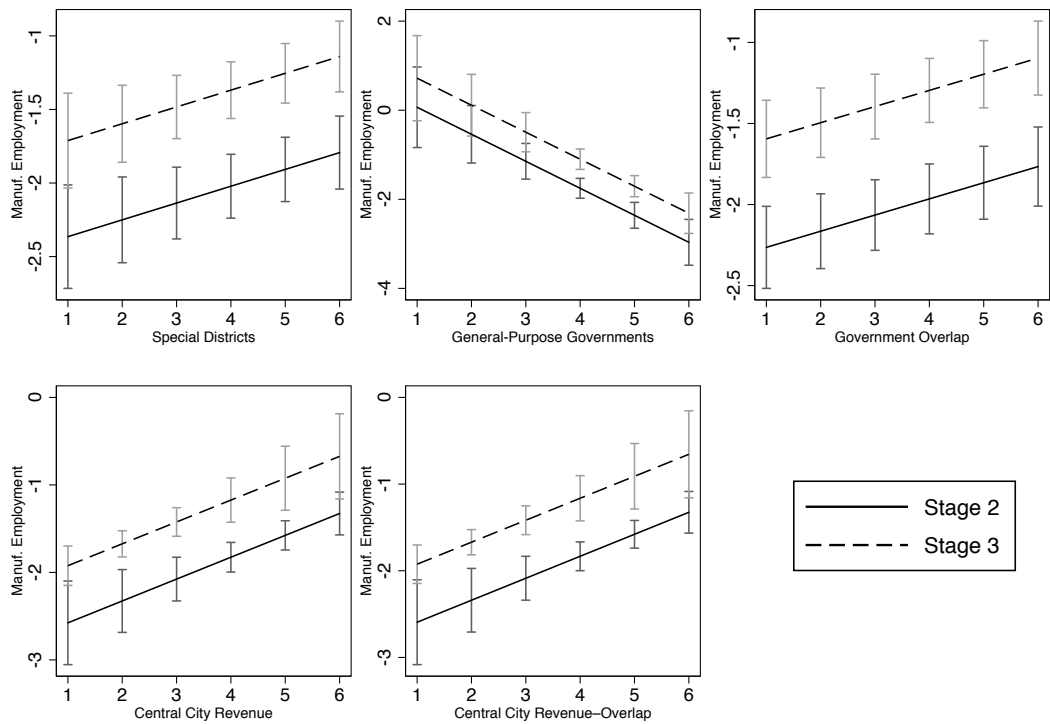 Manuf. Employment
-1
-1.5
-2
-2.5
1 2 3 4 5 6
Special Districts
Manuf. Employment
2
0
2
-4
1 2 3 4 5 6
General-Purpose Governments
Manuf. Employment
-1
-1.5
-2
-2.5
1 2 3 4 5 6
Government Overlap
Manuf. Employment
0
-1
-2
-3
1 2 3 4 5 6
Central City Revenue
Manuf. Employment
0
-1
-2
-3
1 2 3 4 5 6
Central City Revenue–Overlap
Stage 2
Stage 3